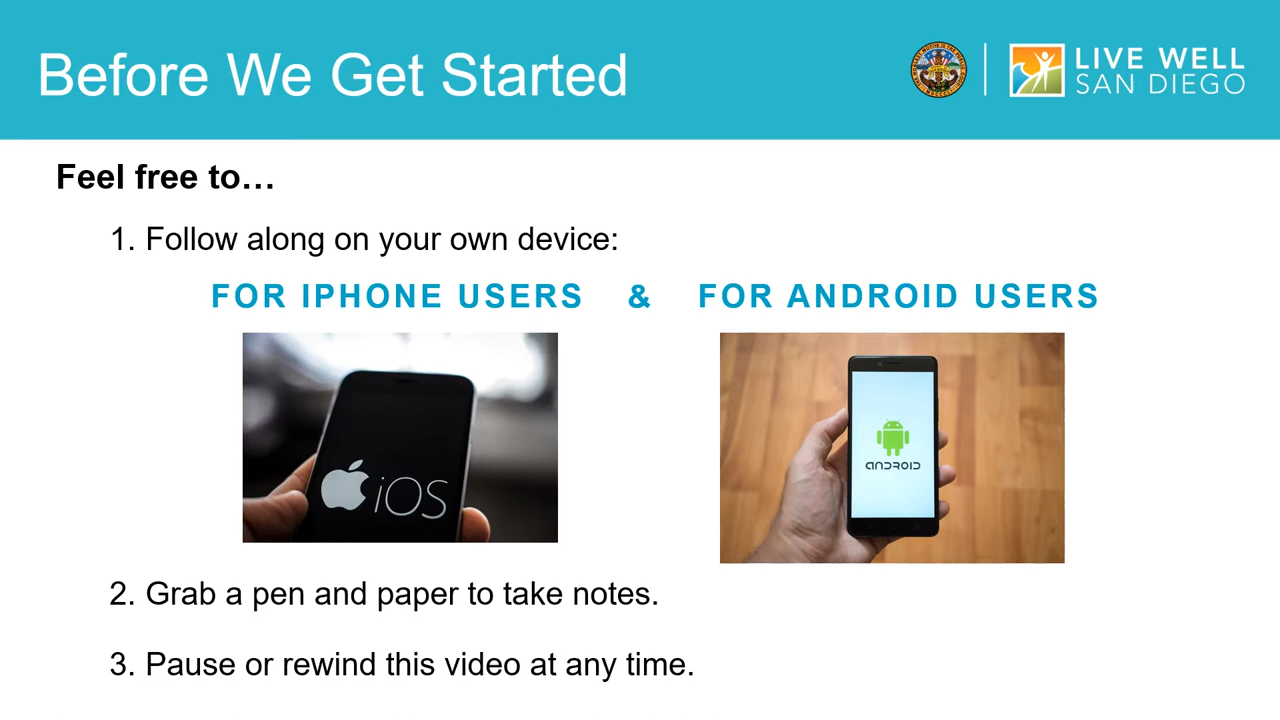 Before We Get Started
LIVE WELL
SAN DIEGO
Feel free to…
1. Follow along on your own device:
FOR IPHONE USERS & FOR ANDROID USERS
iOS
ANDROID
2. Grab a pen and paper to take notes.
3. Pause or rewind this video at any time.